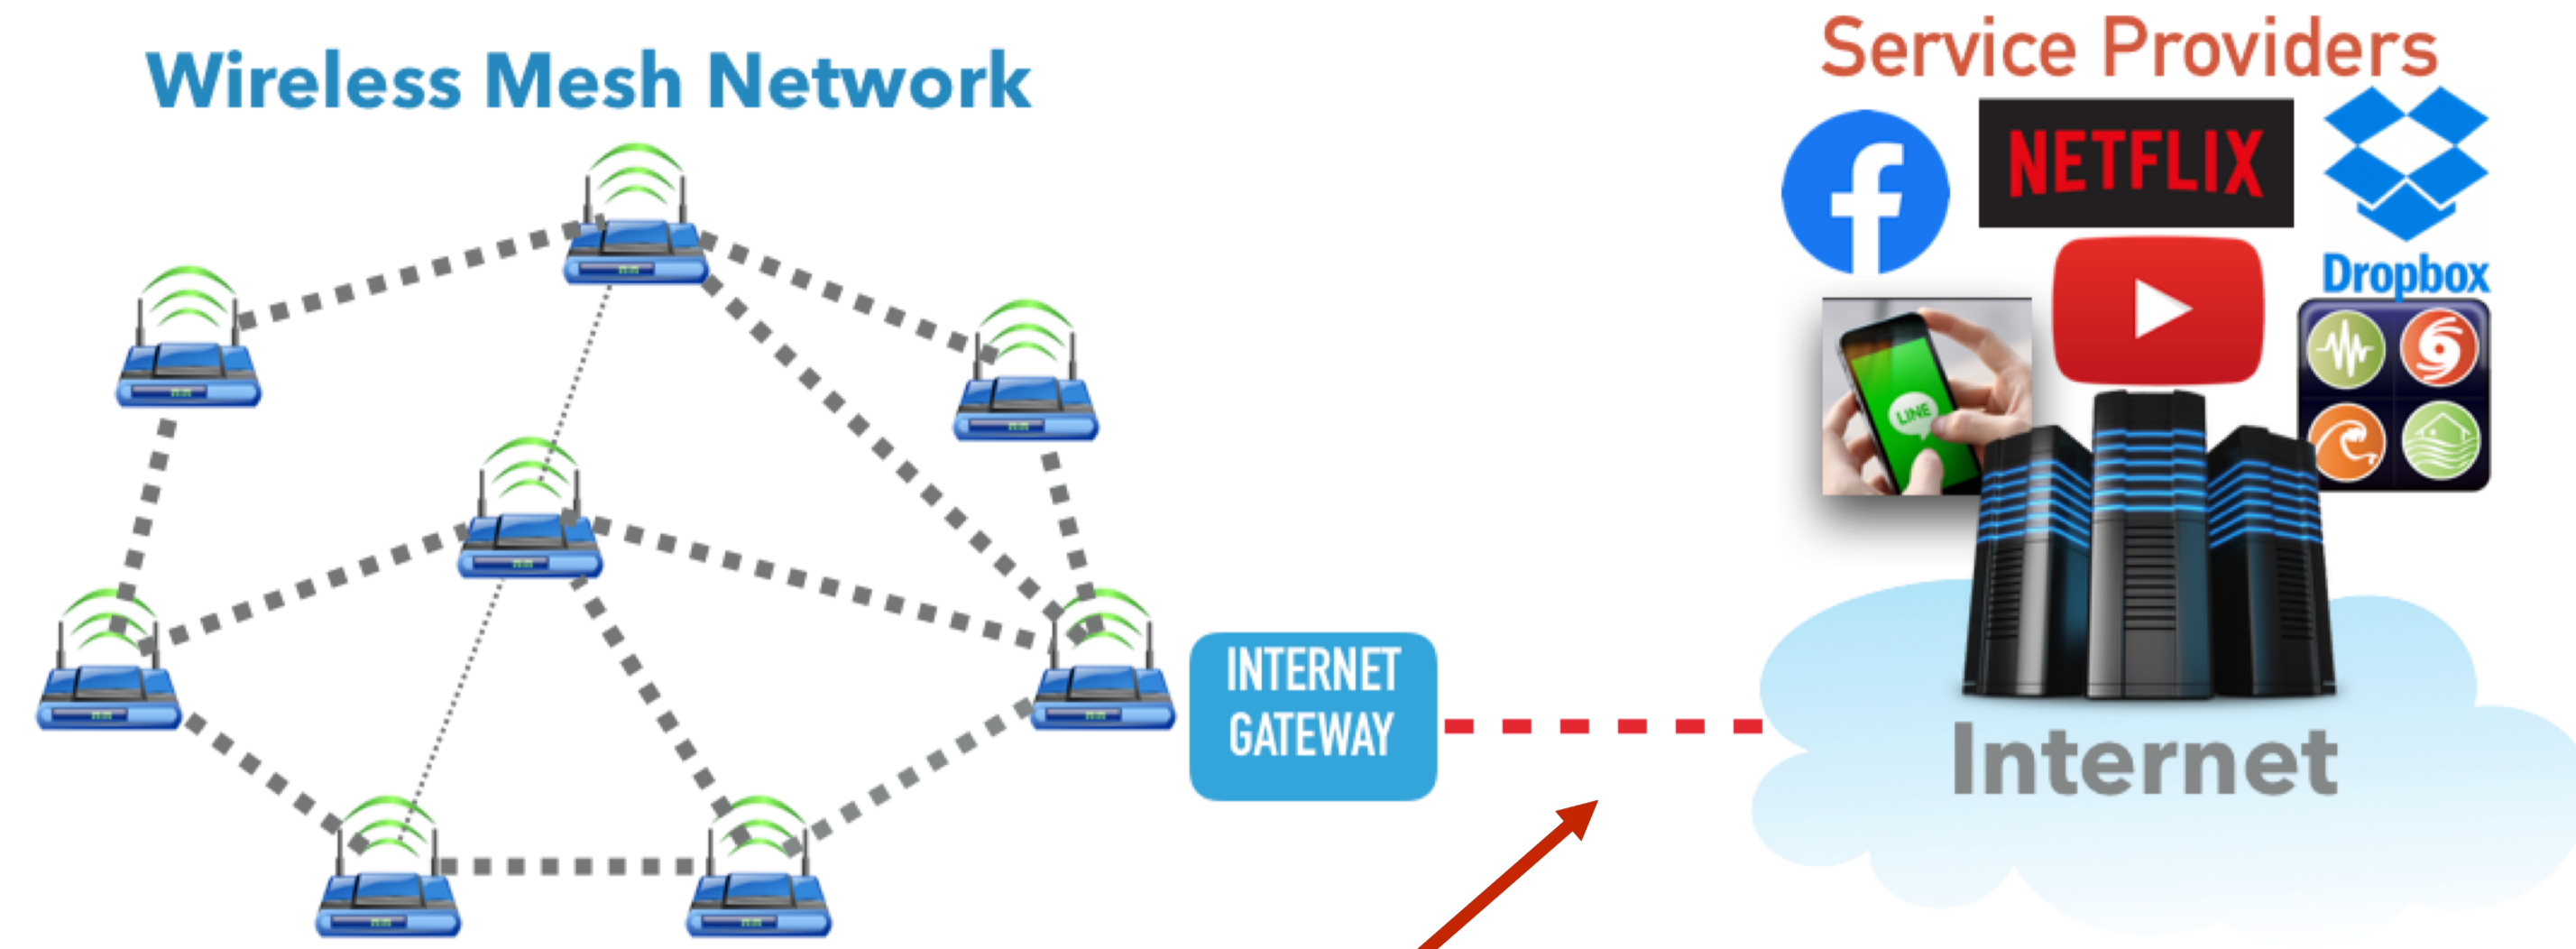 Wireless Mesh Network
Service Providers
NETFLIX
Dropbox
LINE
INTERNET
GATEWAY
Internet